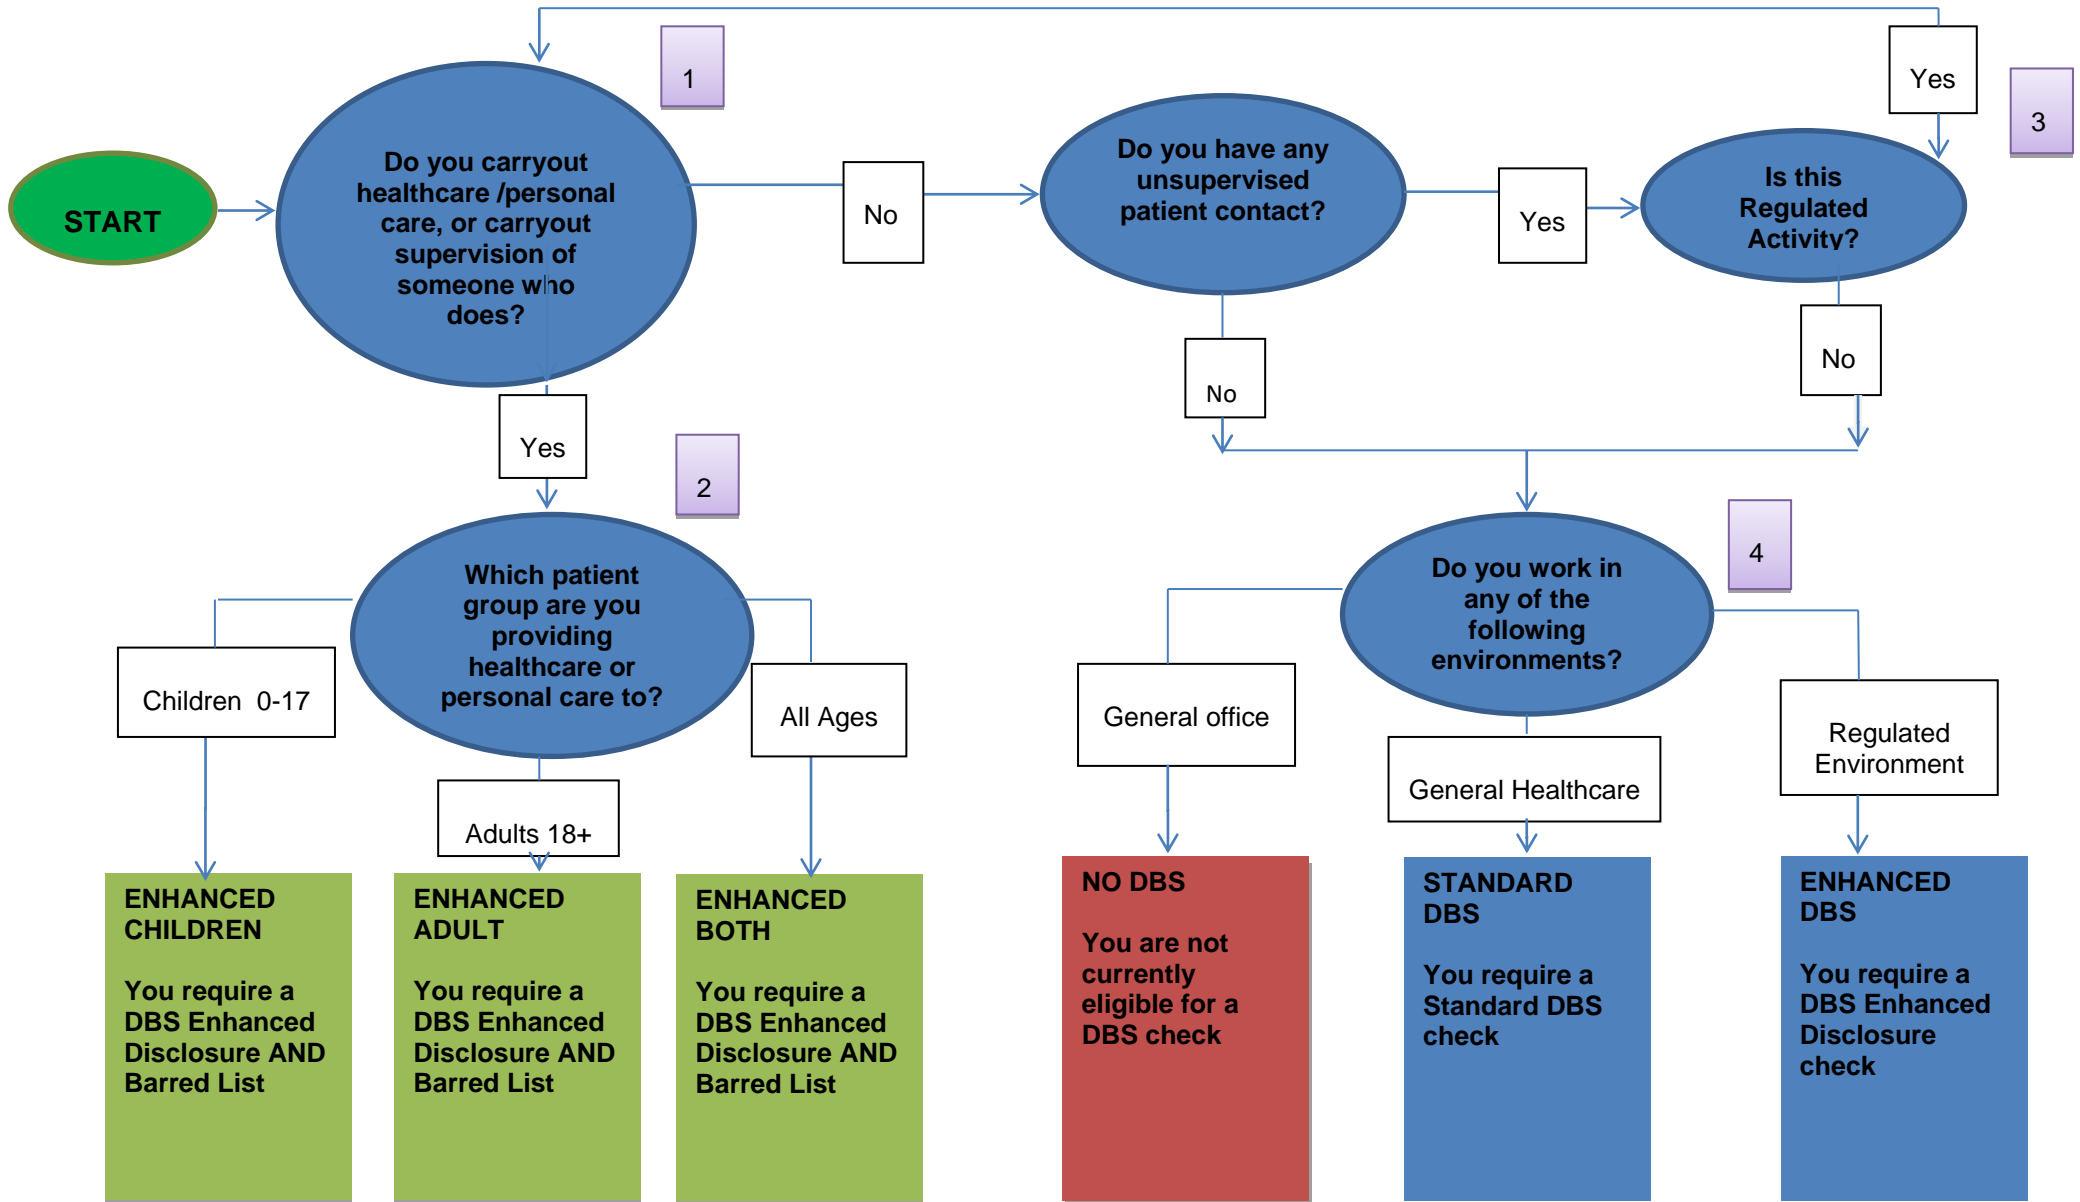 1
Yes
3
START
Do you carryout
healthcare /personal
care, or carryout
supervision of
someone who
does?
No
Do you have any
unsupervised
patient contact?
Yes
Is this
Regulated
Activity?
No
No
Yes
2
4
Which patient
group are you
providing
healthcare or
personal care to?
Do you work in
any of the
following
environments?
Children  0-17
Adults 18+
All Ages
General office
General Healthcare
Regulated
Environment
ENHANCED
CHILDREN
You require a
DBS Enhanced
Disclosure AND
Barred List
ENHANCED
ADULT
You require a
DBS Enhanced
Disclosure AND
Barred List
ENHANCED
BOTH
You require a
DBS Enhanced
Disclosure AND
Barred List
NO DBS
You are not
currently
eligible for a
DBS check
STANDARD
DBS
You require a
Standard DBS
check
ENHANCED
DBS
You require a
DBS Enhanced
Disclosure
check